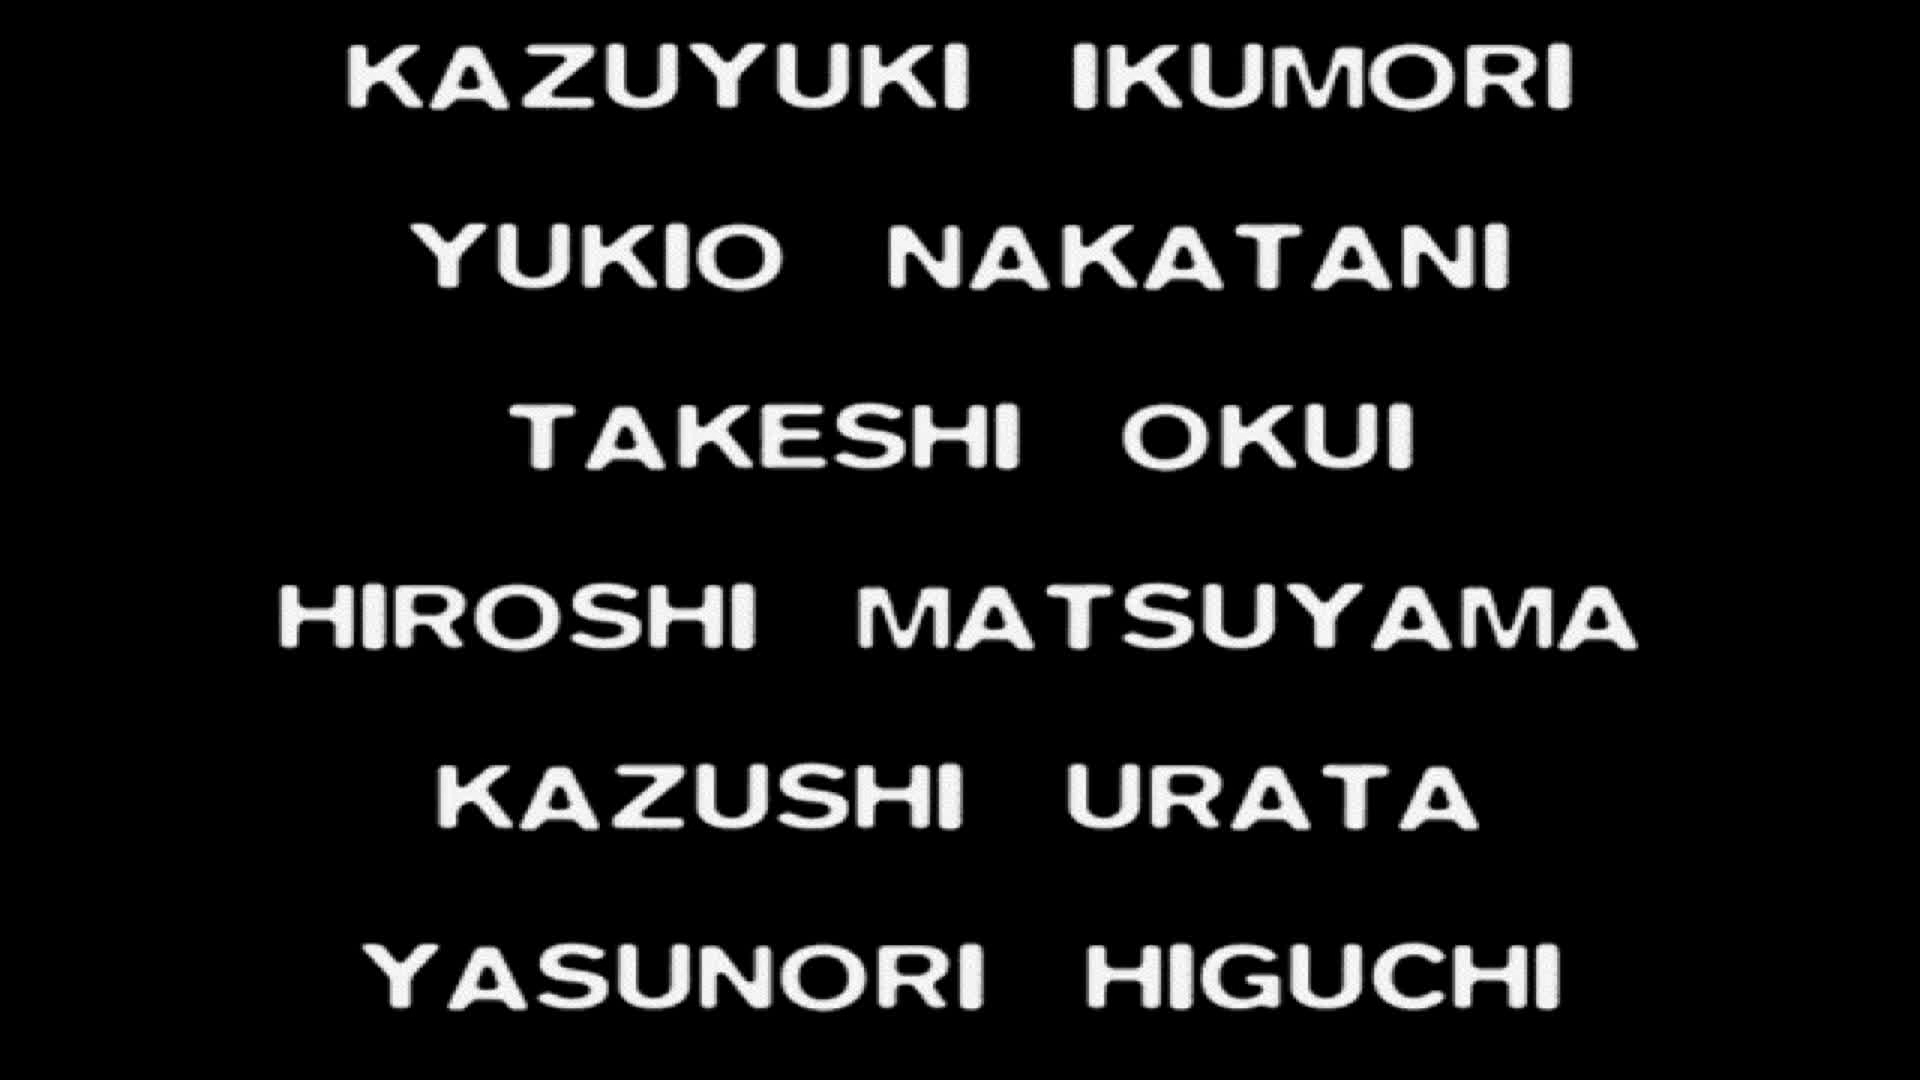 KAZUYUKI IKUMORI
YUKIO NAKATANI
TAKESHI OKUI
HIROSHI MATSUYAMA
KAZUSHI URATA
YASUNORI HIGUCHI